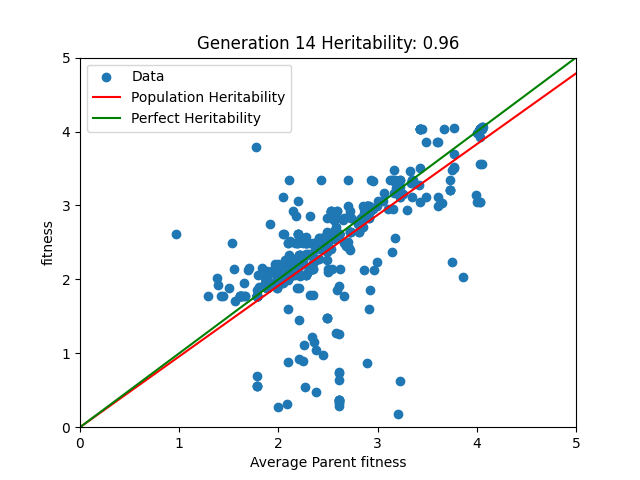 Generation 14 Heritability: 0.96
Data
Population Heritability
Perfect Heritability
5
4
3
2
1
0
fitness
0 1 2 3 4 5
Average Parent fitness